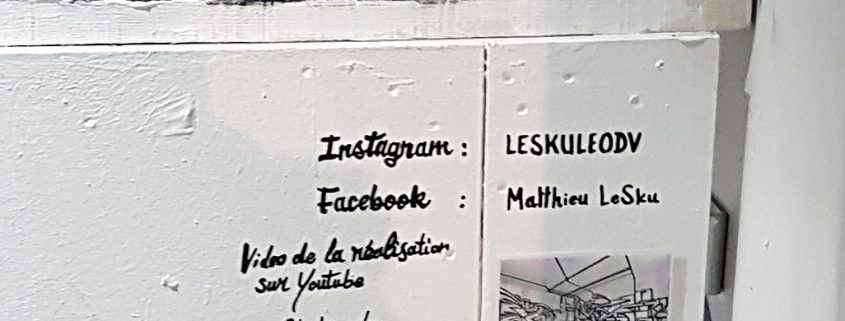 Instagram : LESKULEODV
Facebook : Matthieu LeSku
Video de la réalisation
sur Youtube